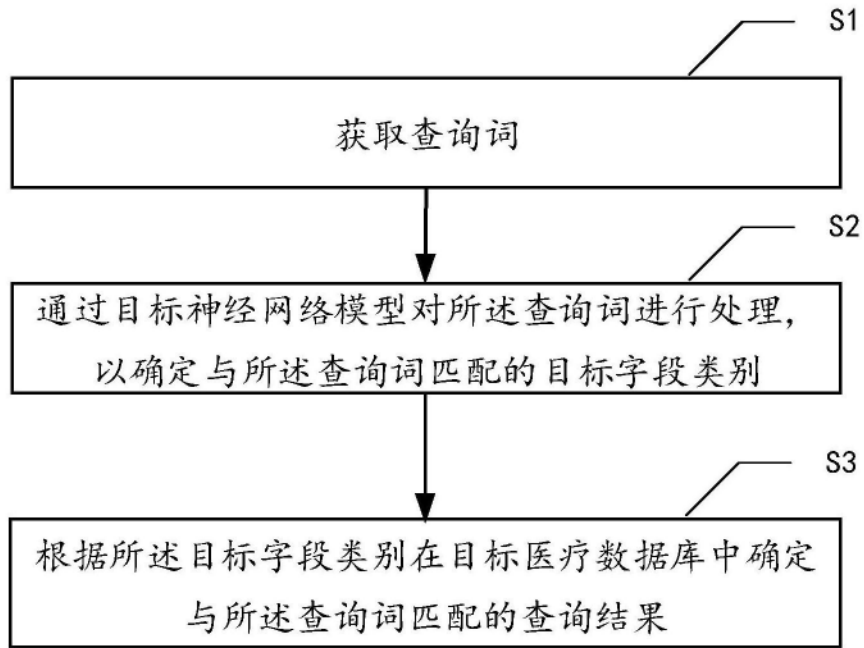 S1
获取查询词
S2
通过目标神经网络模型对所述查询词进行处理，
以确定与所述查询词匹配的目标字段类别
S3
根据所述目标字段类别在目标医疗数据库中确定
与所述查询词匹配的查询结果